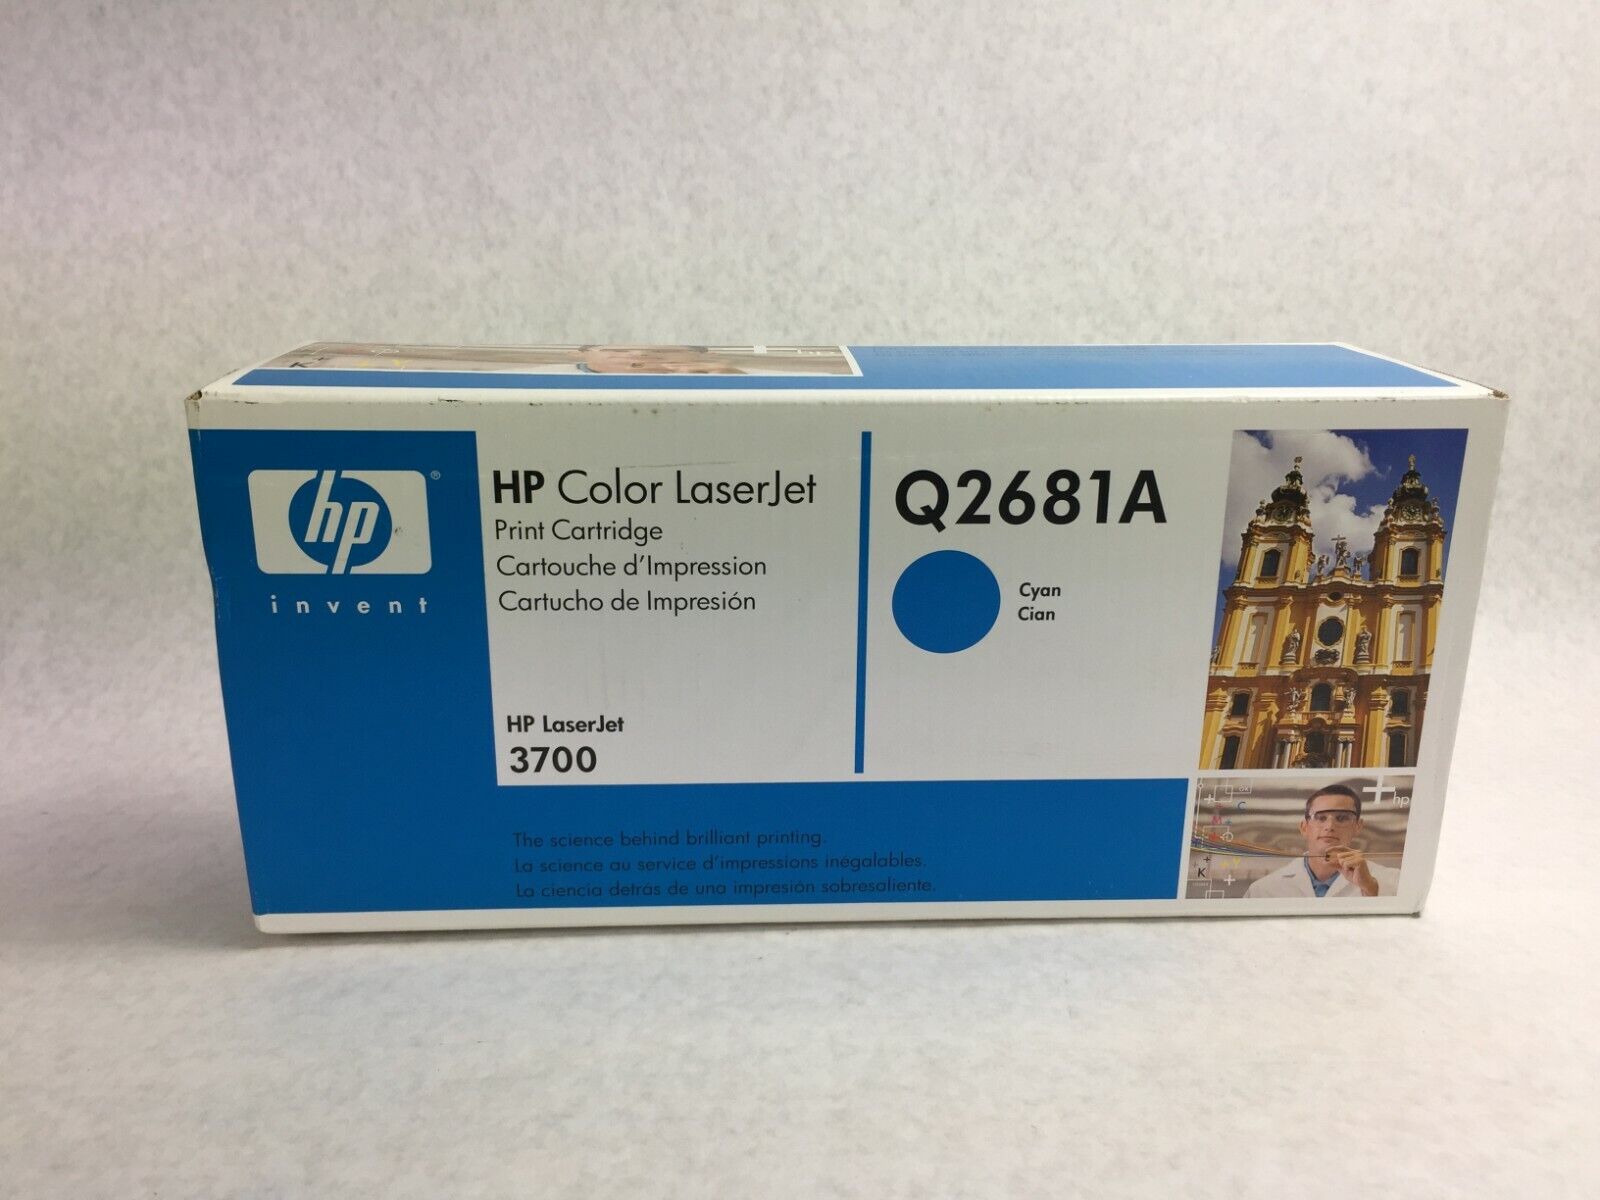 hp®
invent
HP Color LaserJet
Print Cartridge
Cartouche d'Impression
Cartucho de Impresión
HP LaserJet
3700
Q2681A
Cyan
Cian
The science behind brilliant printing.
La science au service d'impressions inégalables.
La ciencia detrás de una impresión sobresaliente.
+hp
C
M
Y
K